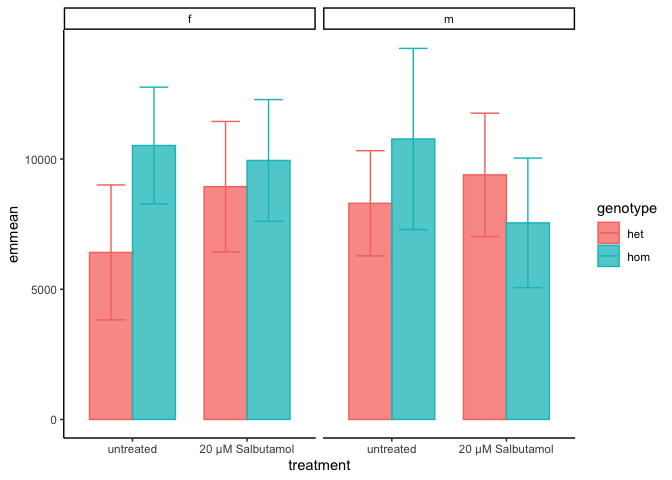 f
m
emmean
10000
5000
0
untreated
20 µM Salbutamol
untreated
20 µM Salbutamol
treatment
genotype
het
hom